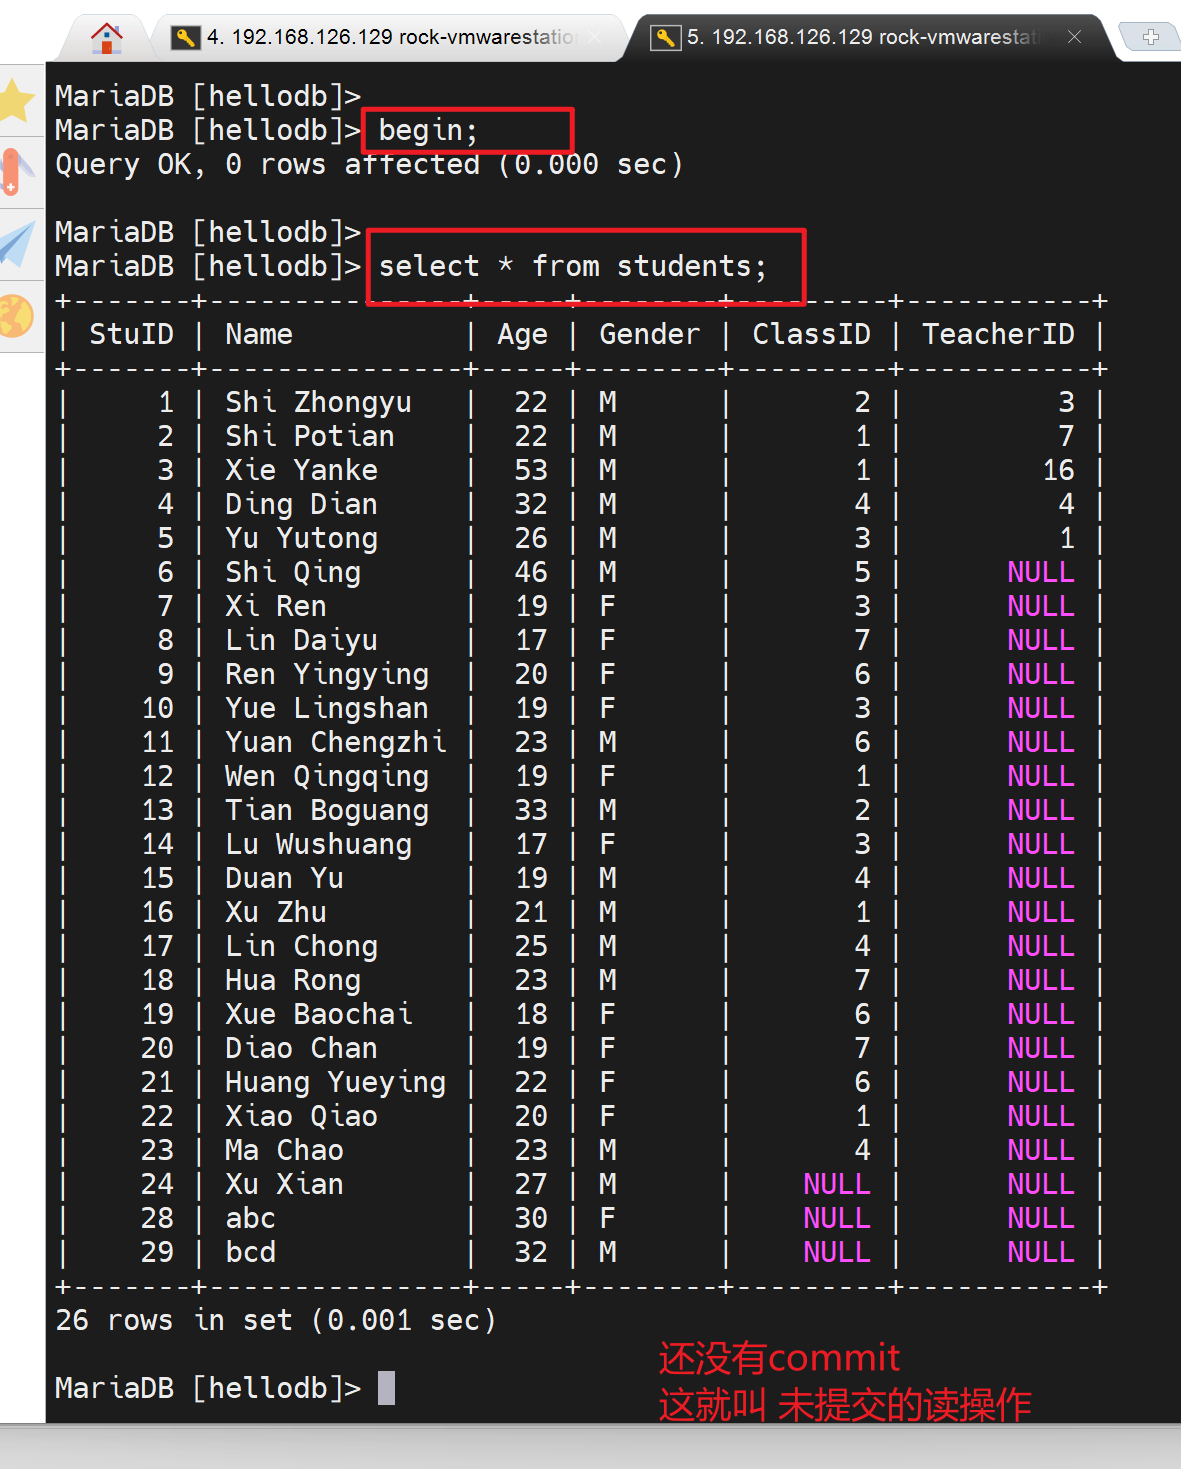 4. 192.168.126.129 rock-vmwarestation
5. 192.168.126.129 rock-vmwarestati
MariaDB [hellodb]>
MariaDB [hellodb]> begin;
Query OK, 0 rows affected (0.000 sec)
MariaDB [hellodb]>
MariaDB [hellodb]> select * from students;
+-------+---------------+-----+--------+---------+-----------+
| StuID | Name          | Age | Gender | ClassID | TeacherID |
+-------+---------------+-----+--------+---------+-----------+
|     1 | Shi Zhongyu   |  22 | M      |       2 |         3 |
|     2 | Shi Potian    |  22 | M      |       1 |         7 |
|     3 | Xie Yanke     |  53 | M      |       1 |        16 |
|     4 | Ding Dian     |  32 | M      |       4 |         4 |
|     5 | Yu Yutong     |  26 | M      |       3 |         1 |
|     6 | Shi Qing      |  46 | M      |       5 |      NULL |
|     7 | Xi Ren        |  19 | F      |       3 |      NULL |
|     8 | Lin Daiyu     |  17 | F      |       7 |      NULL |
|     9 | Ren Yingying  |  20 | F      |       6 |      NULL |
|    10 | Yue Lingshan  |  19 | F      |       3 |      NULL |
|    11 | Yuan Chengzhi |  23 | M      |       6 |      NULL |
|    12 | Wen Qingqing  |  19 | F      |       1 |      NULL |
|    13 | Tian Boguang  |  33 | M      |       2 |      NULL |
|    14 | Lu Wushuang   |  17 | F      |       3 |      NULL |
|    15 | Duan Yu       |  19 | M      |       4 |      NULL |
|    16 | Xu Zhu        |  21 | M      |       1 |      NULL |
|    17 | Lin Chong     |  25 | M      |       4 |      NULL |
|    18 | Hua Rong      |  23 | M      |       7 |      NULL |
|    19 | Xue Baochai   |  18 | F      |       6 |      NULL |
|    20 | Diao Chan     |  19 | F      |       7 |      NULL |
|    21 | Huang Yueying |  22 | F      |       6 |      NULL |
|    22 | Xiao Qiao     |  20 | F      |       1 |      NULL |
|    23 | Ma Chao       |  23 | M      |       4 |      NULL |
|    24 | Xu Xian       |  27 | M      |    NULL |      NULL |
|    28 | abc           |  30 | F      |    NULL |      NULL |
|    29 | bcd           |  32 | M      |    NULL |      NULL |
+-------+---------------+-----+--------+---------+-----------+
26 rows in set (0.001 sec)
还没有commit
MariaDB [hellodb]>
这就叫 未提交的读操作